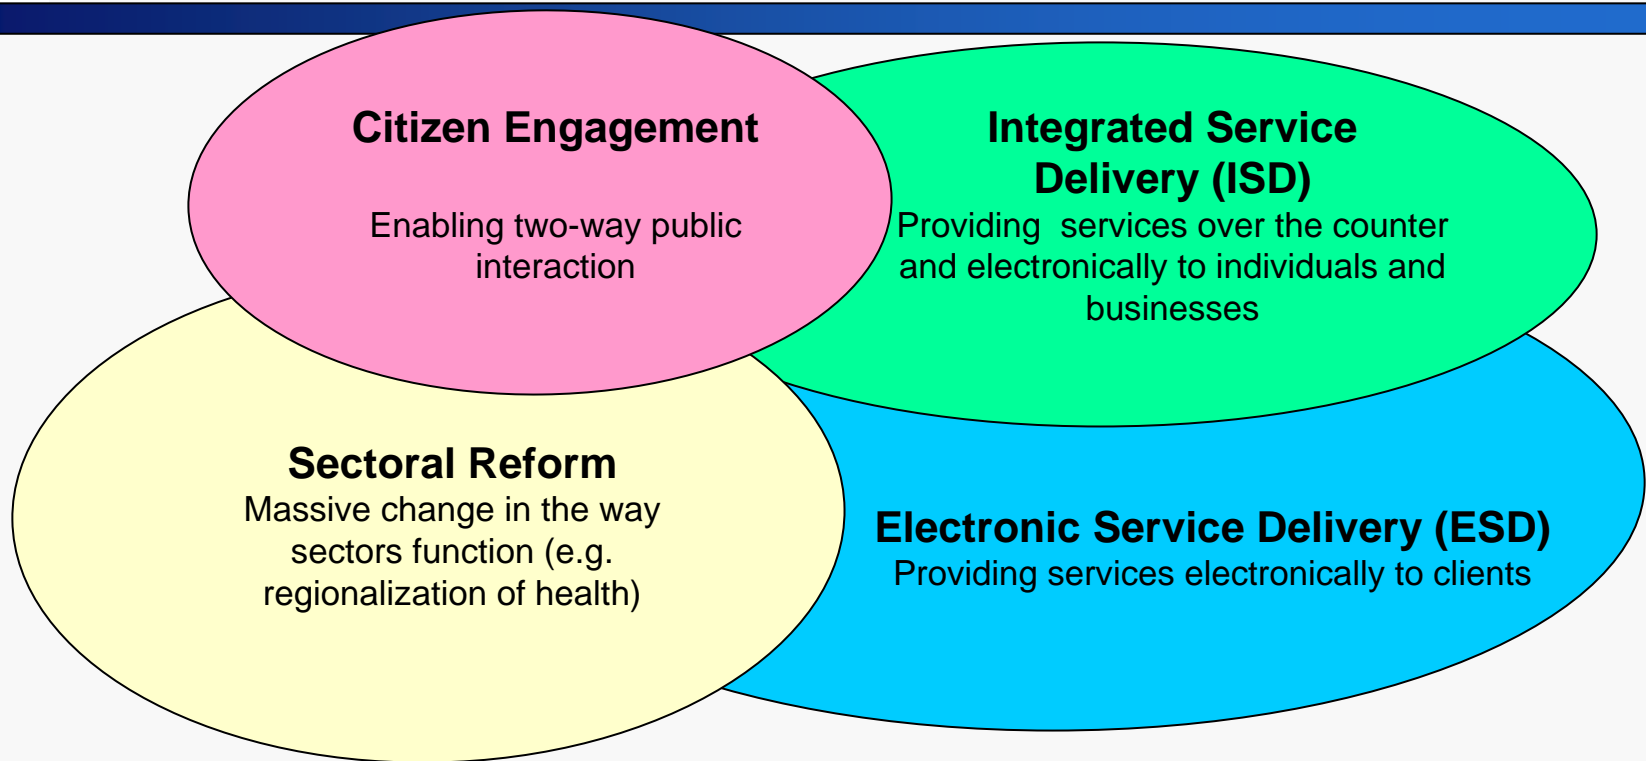 Citizen Engagement
Enabling two-way public
interaction
Integrated Service
Delivery (ISD)
Providing  services over the counter
and electronically to individuals and
businesses
Sectoral Reform
Massive change in the way
sectors function (e.g.
regionalization of health)
Electronic Service Delivery (ESD)
Providing services electronically to clients